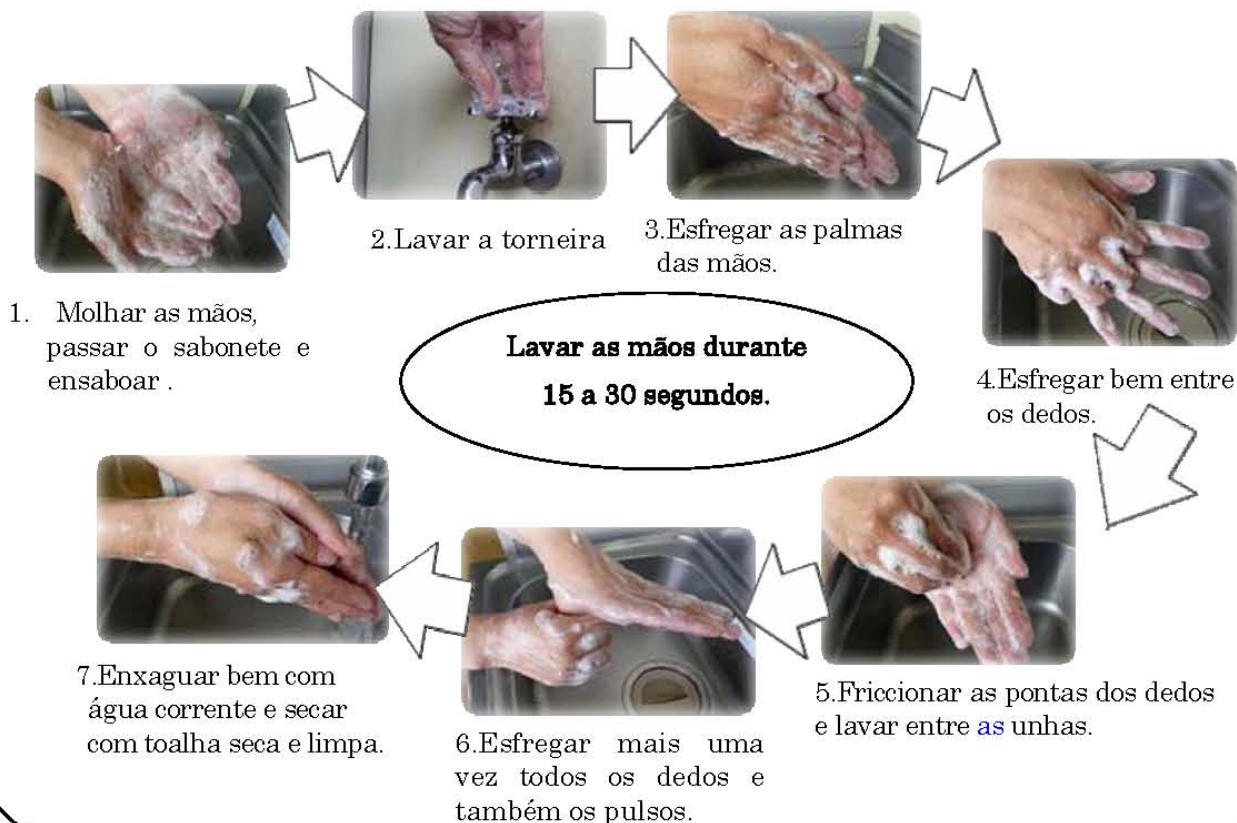 1. Molhar as mãos,
passar o sabonete e
ensaboar .
2.Lavar a torneira
3.Esfregar as palmas
das mãos.
4.Esfregar bem entre
os dedos.
Lavar as mãos durante
15 a 30 segundos.
5.Friccionar as pontas dos dedos
e lavar entre as unhas.
6.Esfregar mais uma
vez todos os dedos e
também os pulsos.
7.Enxaguar bem com
água corrente e secar
com toalha seca e limpa.